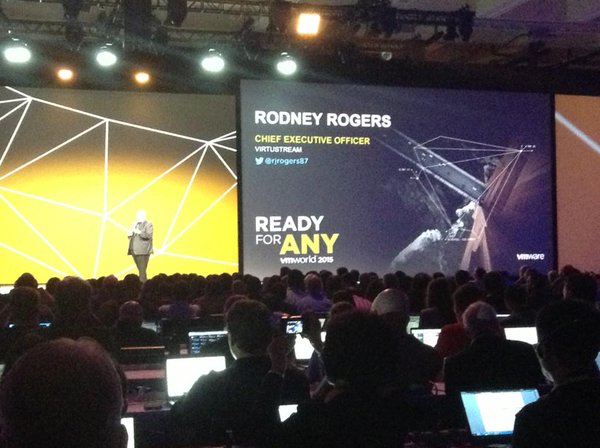 RODNEY ROGERS
CHIEF EXECUTIVE OFFICER
VIRTUSTREAM
@rjrogers87
READY
FOR ANY
vmworld 2015
vmware